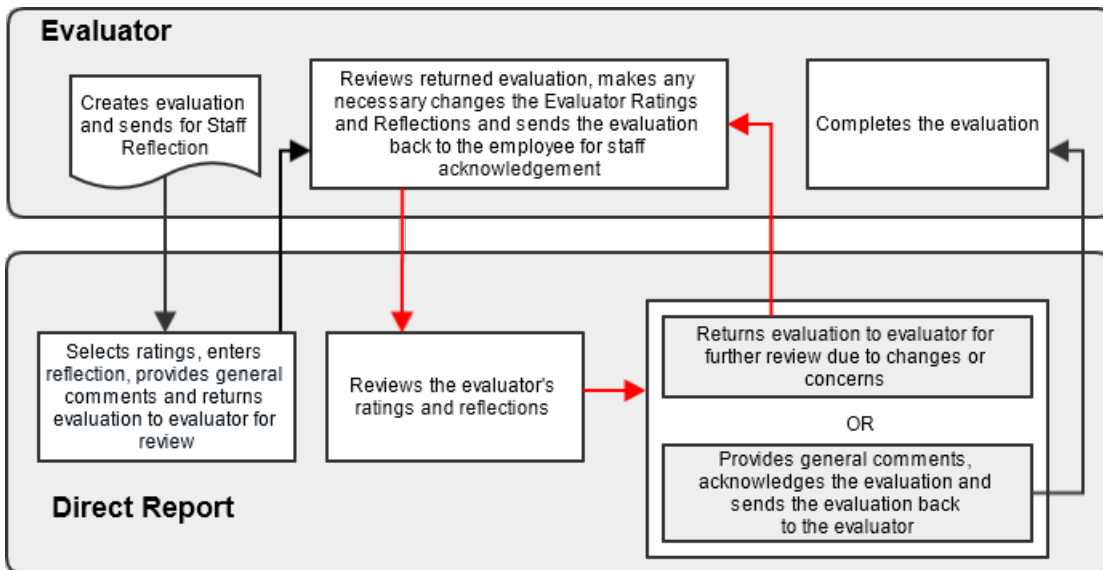 Evaluator
Creates evaluation
and sends for Staff
Reflection
Reviews returned evaluation, makes any
necessary changes the Evaluator Ratings
and Reflections and sends the evaluation
back to the employee for staff
acknowledgement
Completes the evaluation
Selects ratings, enters
reflection, provides general
comments and returns
evaluation to evaluator for
review
Reviews the evaluator's
ratings and reflections
Returns evaluation to evaluator for
further review due to changes or
concerns
OR
Provides general comments,
acknowledges the evaluation and
sends the evaluation back
to the evaluator
Direct Report